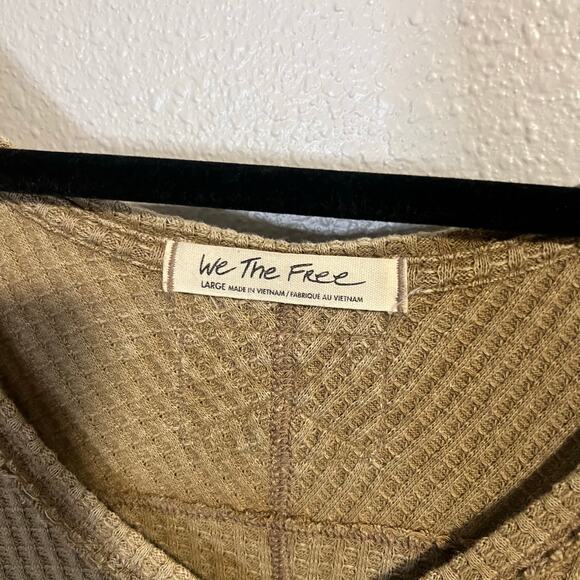 We The Free
LARGE MADE IN VIETNAM / FABRIQUE AU VIETNAM